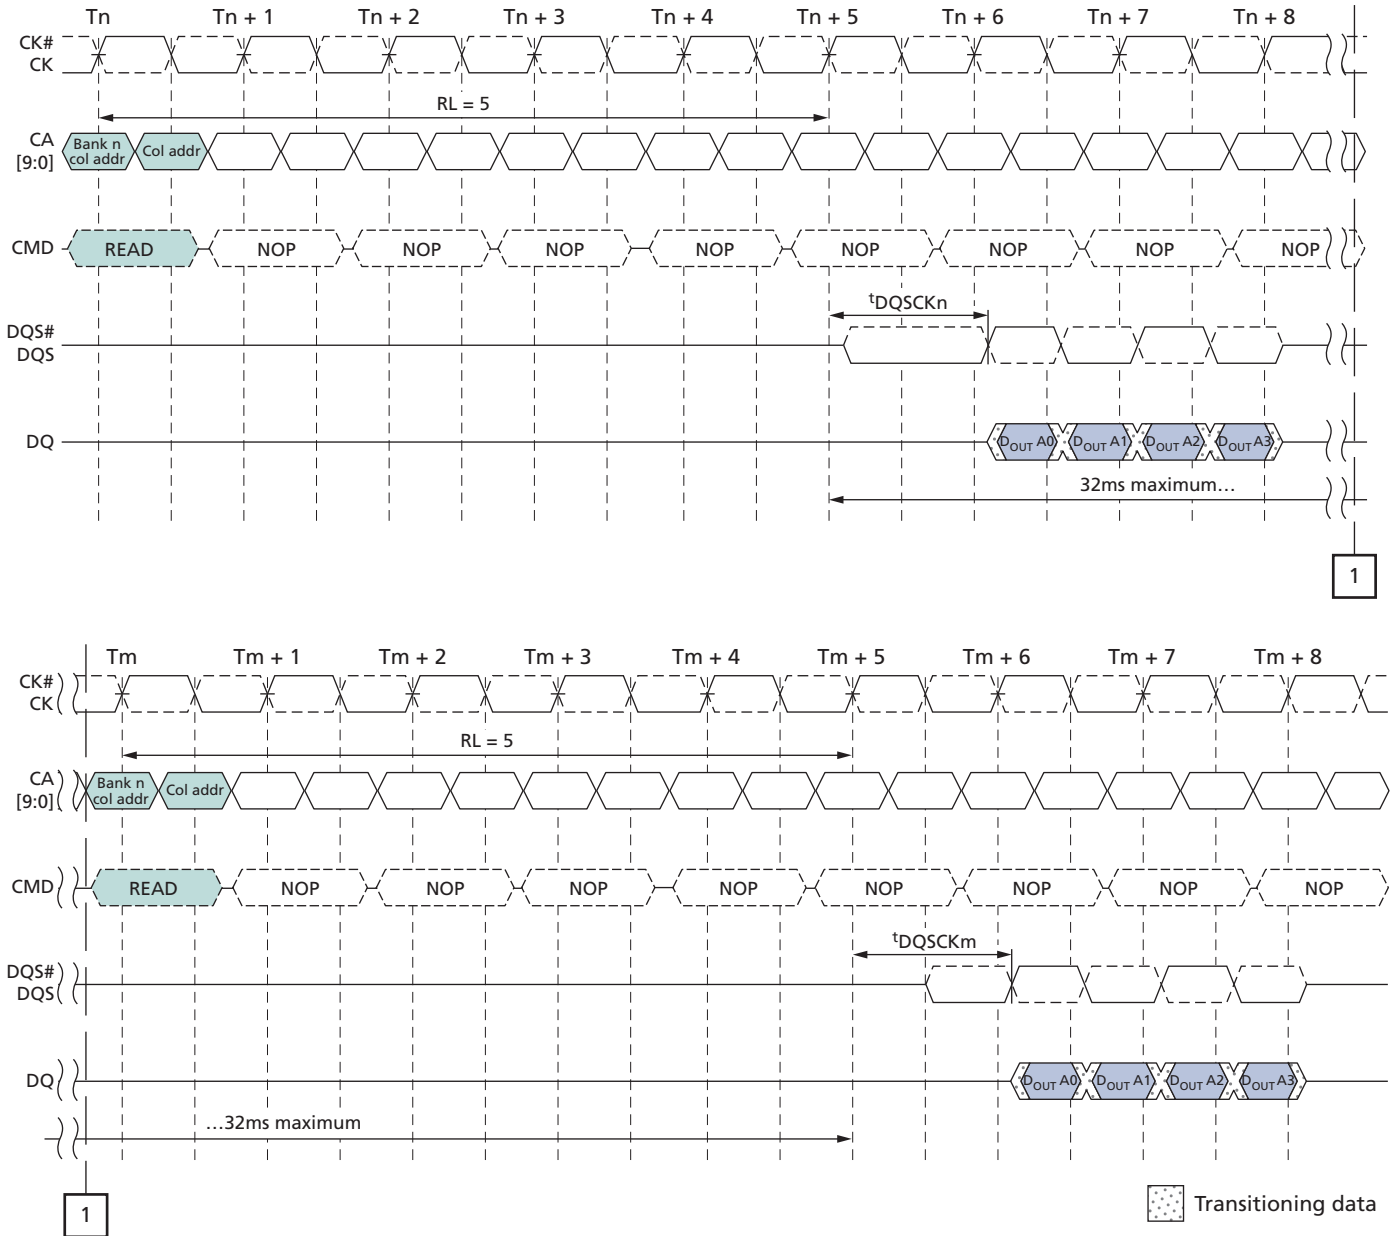 Tn Tn + 1 Tn + 2 Tn + 3 Tn + 4 Tn + 5 Tn + 6 Tn + 7 Tn + 8
CK#
CK
RL = 5
CA
[9:0]
Bank n
col addr
Col addr
CMD READ NOP NOP NOP NOP NOP NOP NOP NOP
tDQSCKn
DQS#
DQS
DQ DOUT A0 DOUT A1 DOUT A2 DOUT A3
32ms maximum…
1
Tm Tm + 1 Tm + 2 Tm + 3 Tm + 4 Tm + 5 Tm + 6 Tm + 7 Tm + 8
CK#
CK
RL = 5
CA
[9:0]
Bank n
col addr
Col addr
CMD READ NOP NOP NOP NOP NOP NOP NOP NOP
tDQSCKm
DQS#
DQS
DQ DOUT A0 DOUT A1 DOUT A2 DOUT A3
…32ms maximum
1
Transitioning data